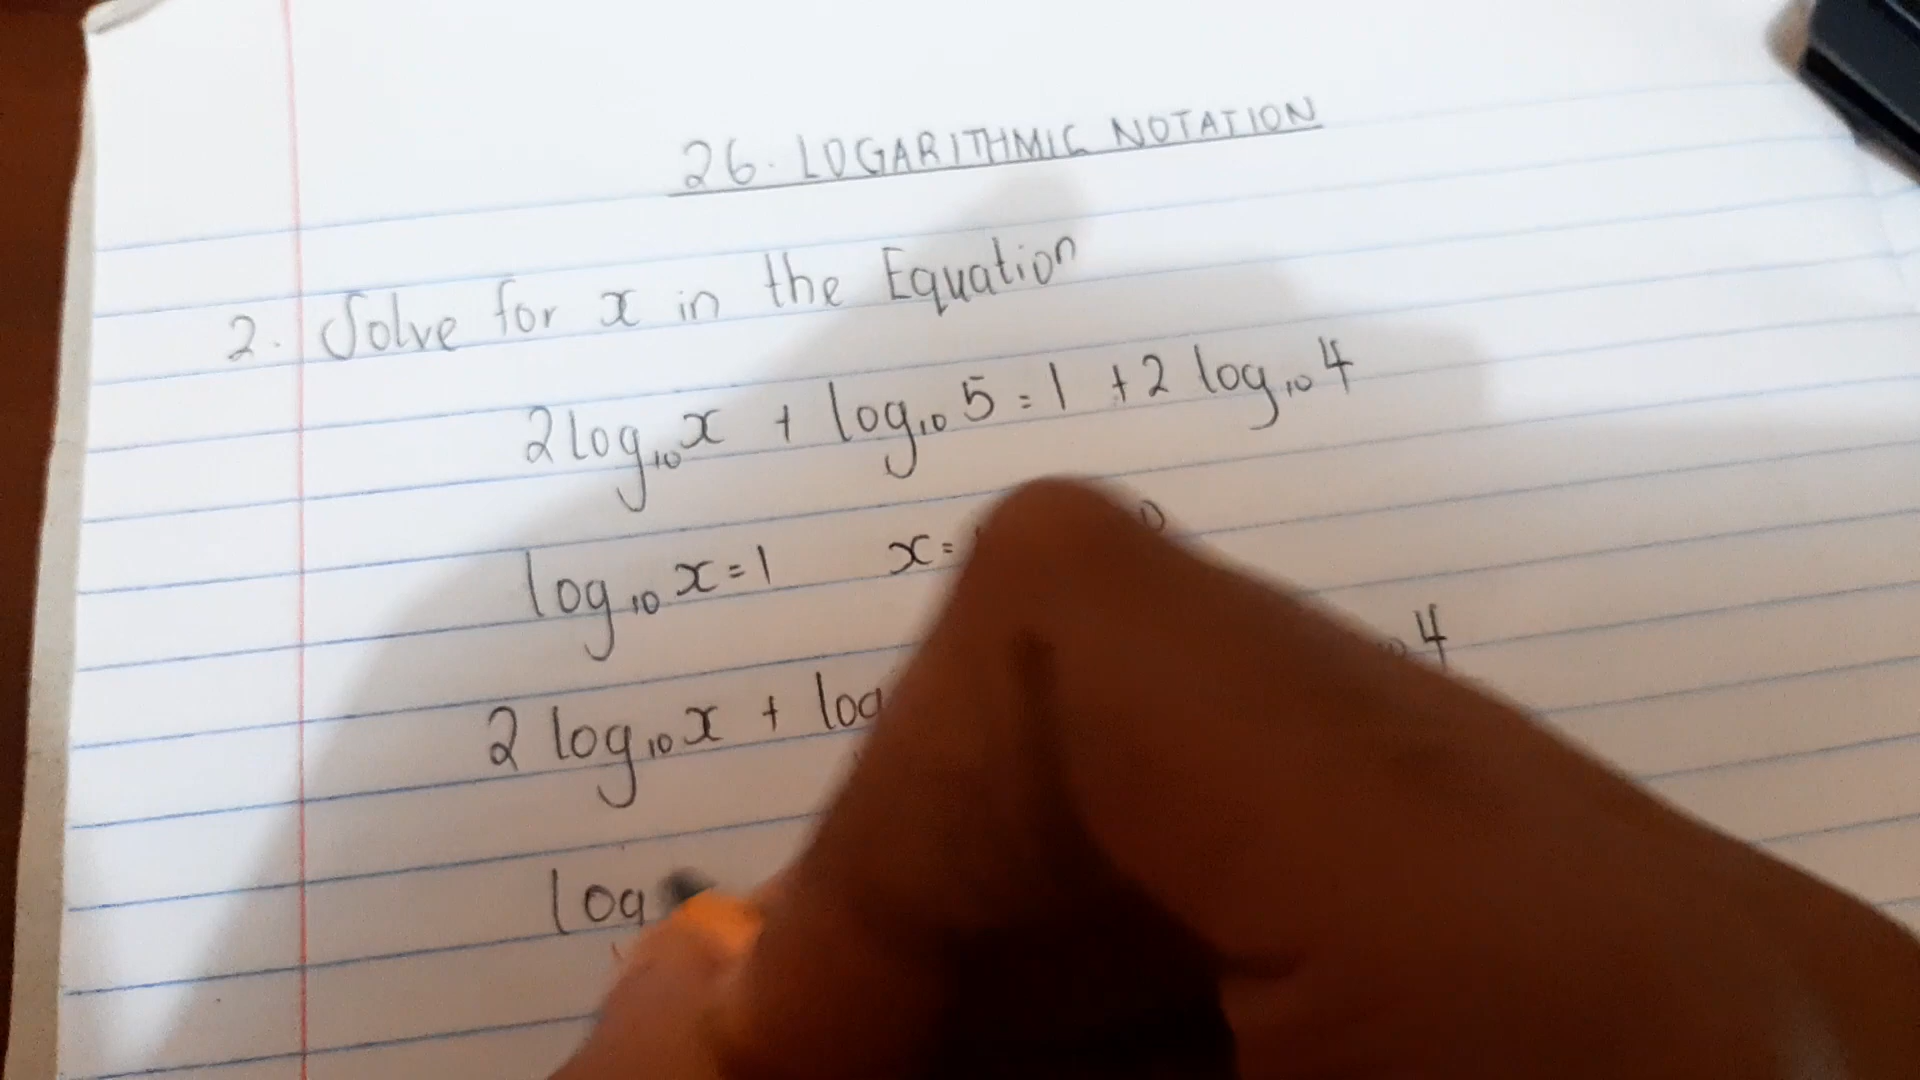 26. LOGARITHMIC NOTATION
2. Solve for x in the Equation
2 log₁₀ x + log₁₀ 5 = 1 + 2 log₁₀ 4
log₁₀ x = 1 x =
2 log₁₀ x + log 4
log